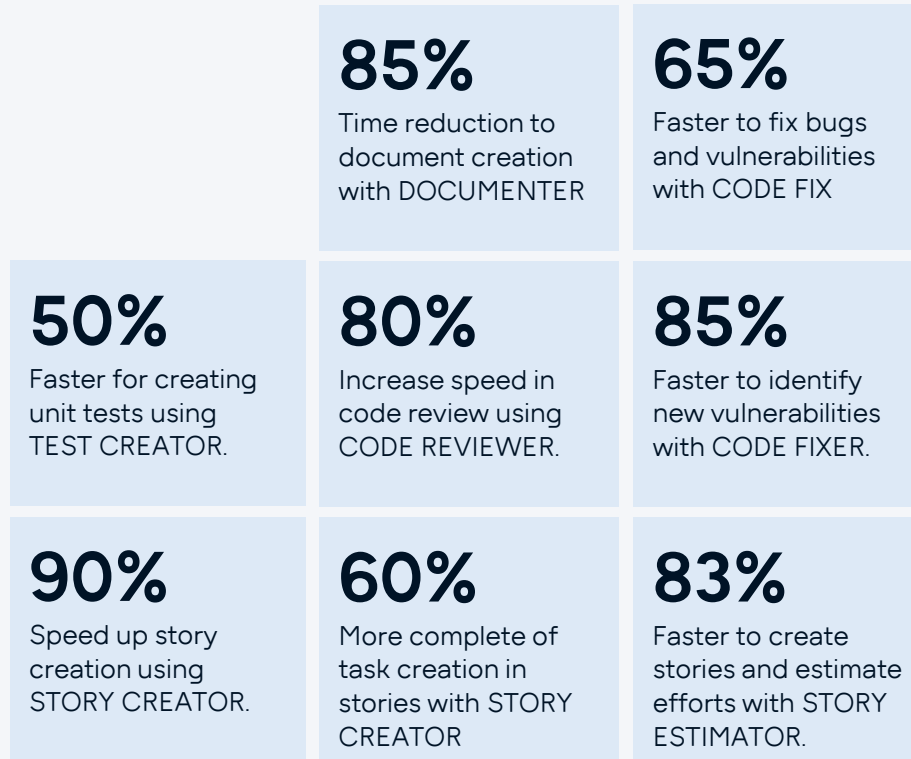 85%
Time reduction to
document creation
with DOCUMENTER
65%
Faster to fix bugs
and vulnerabilities
with CODE FIX
50%
Faster for creating
unit tests using
TEST CREATOR.
80%
Increase speed in
code review using
CODE REVIEWER.
85%
Faster to identify
new vulnerabilities
with CODE FIXER.
90%
Speed up story
creation using
STORY CREATOR.
60%
More complete of
task creation in
stories with STORY
CREATOR
83%
Faster to create
stories and estimate
efforts with STORY
ESTIMATOR.